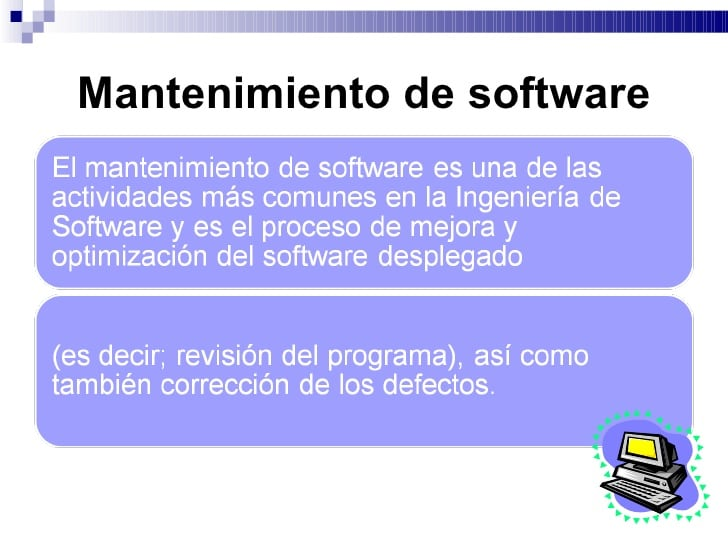 Mantenimiento de software
El mantenimiento de software es una de las
actividades más comunes en la Ingeniería de
Software y es el proceso de mejora y
optimización del software desplegado
(es decir; revisión del programa), así como
también corrección de los defectos.